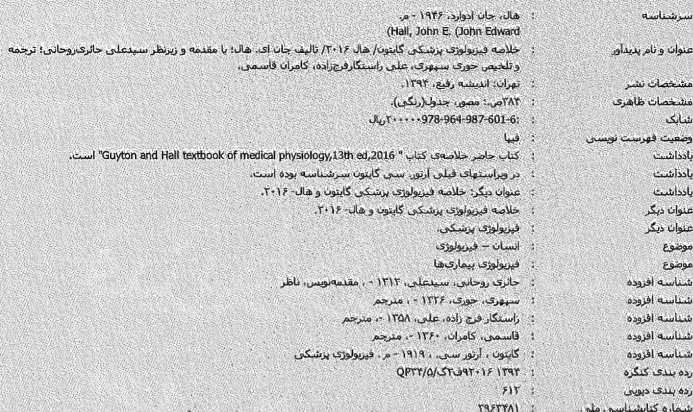 سرشناسه : هال، جان ادوارد، ۱۹۴۶ - م.
Hall, John E. (John Edward)
عنوان و نام پدیدآور : خلاصه فیزیولوژی پزشکی گایتون/ هال ۲۰۱۶/ تالیف جان ای. هال؛ با مقدمه و زیرنظر سیدعلی حائری‌روحانی؛ ترجمه
و تلخیص حوری سپهری، علی راستگارفرج‌زاده، کامران قاسمی.
مشخصات نشر : تهران: اندیشه رفیع، ۱۳۹۴.
مشخصات ظاهری : ۳۸۴ص.: مصور، جدول(رنگی).
شابک : ۲۰۰۰۰۰ریال:978-964-987-601-6
وضعیت فهرست نویسی : فیپا
یادداشت : کتاب حاضر خلاصه‌ی کتاب " Guyton and Hall textbook of medical physiology,13th ed,2016" است.
یادداشت : در ویراستهای قبلی آرتور. سی گایتون سرشناسه بوده است.
یادداشت : عنوان دیگر: خلاصه فیزیولوژی پزشکی گایتون و هال- ۲۰۱۶.
عنوان دیگر : خلاصه فیزیولوژی پزشکی گایتون و هال- ۲۰۱۶.
عنوان دیگر : فیزیولوژی پزشکی.
موضوع : انسان -- فیزیولوژی
موضوع : فیزیولوژی بیماری‌ها
شناسه افزوده : حائری روحانی، سیدعلی، ۱۳۱۲ - ، مقدمه‌نویس، ناظر
شناسه افزوده : سپهری، حوری، ۱۳۲۶ - ، مترجم
شناسه افزوده : راستگار فرج زاده، علی، ۱۳۵۸ -، مترجم
شناسه افزوده : قاسمی، کامران، ۱۳۶۰ -، مترجم
شناسه افزوده : گایتون ، آرتور سی. ، ۱۹۱۹ - م . فیزیولوژی پزشکی
رده بندی کنگره : QP۳۴/۵/گ۲ف۹۲۰۱۶ ۱۳۹۴
رده بندی دیویی : ۶۱۲
شماره کتابشناسی ملی : ۳۹۶۳۴۸۱